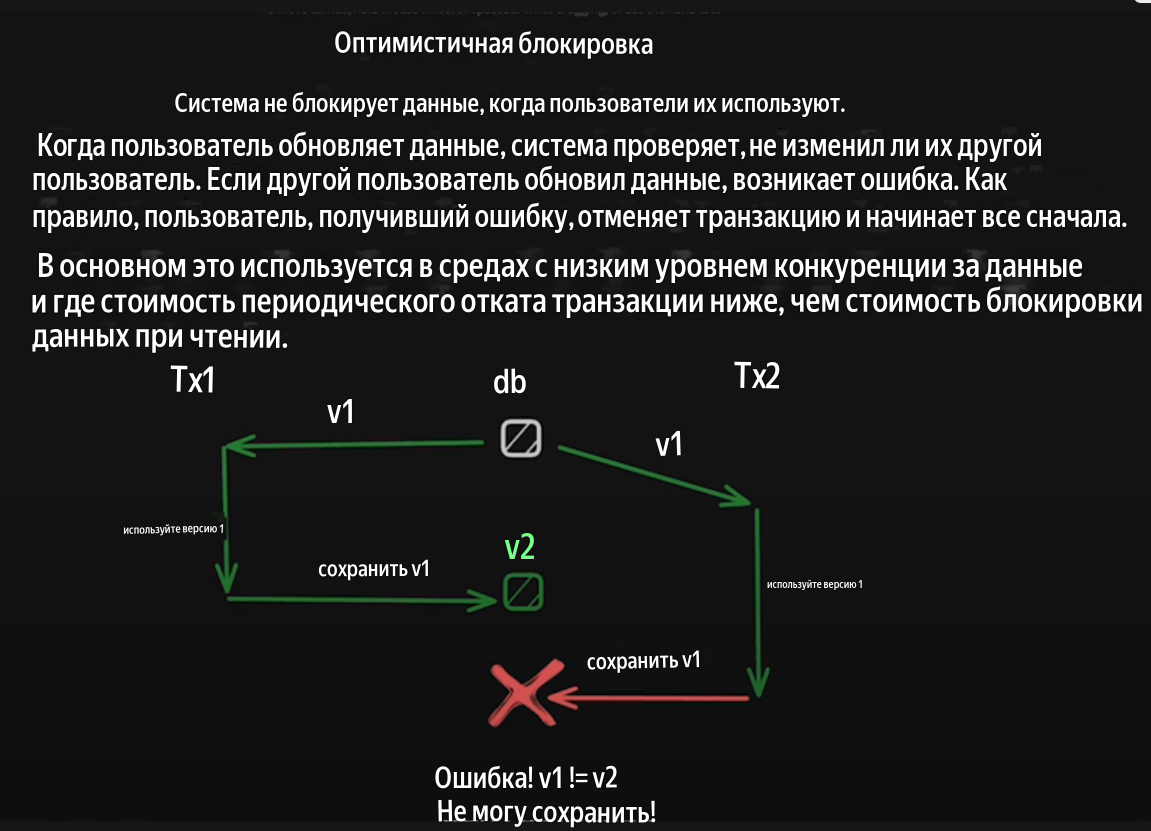 Оптимистичная блокировка
Система не блокирует данные, когда пользователи их используют.
Когда пользователь обновляет данные, система проверяет, не изменил ли их другой
пользователь. Если другой пользователь обновил данные, возникает ошибка. Как
правило, пользователь, получивший ошибку, отменяет транзакцию и начинает все сначала.
В основном это используется в средах с низким уровнем конкуренции за данные
и где стоимость периодического отката транзакции ниже, чем стоимость блокировки
данных при чтении.
Tx1
db
Tx2
v1
v1
используйте версию 1
v2
сохранить v1
используйте версию 1
сохранить v1
Ошибка! v1 != v2
Не могу сохранить!